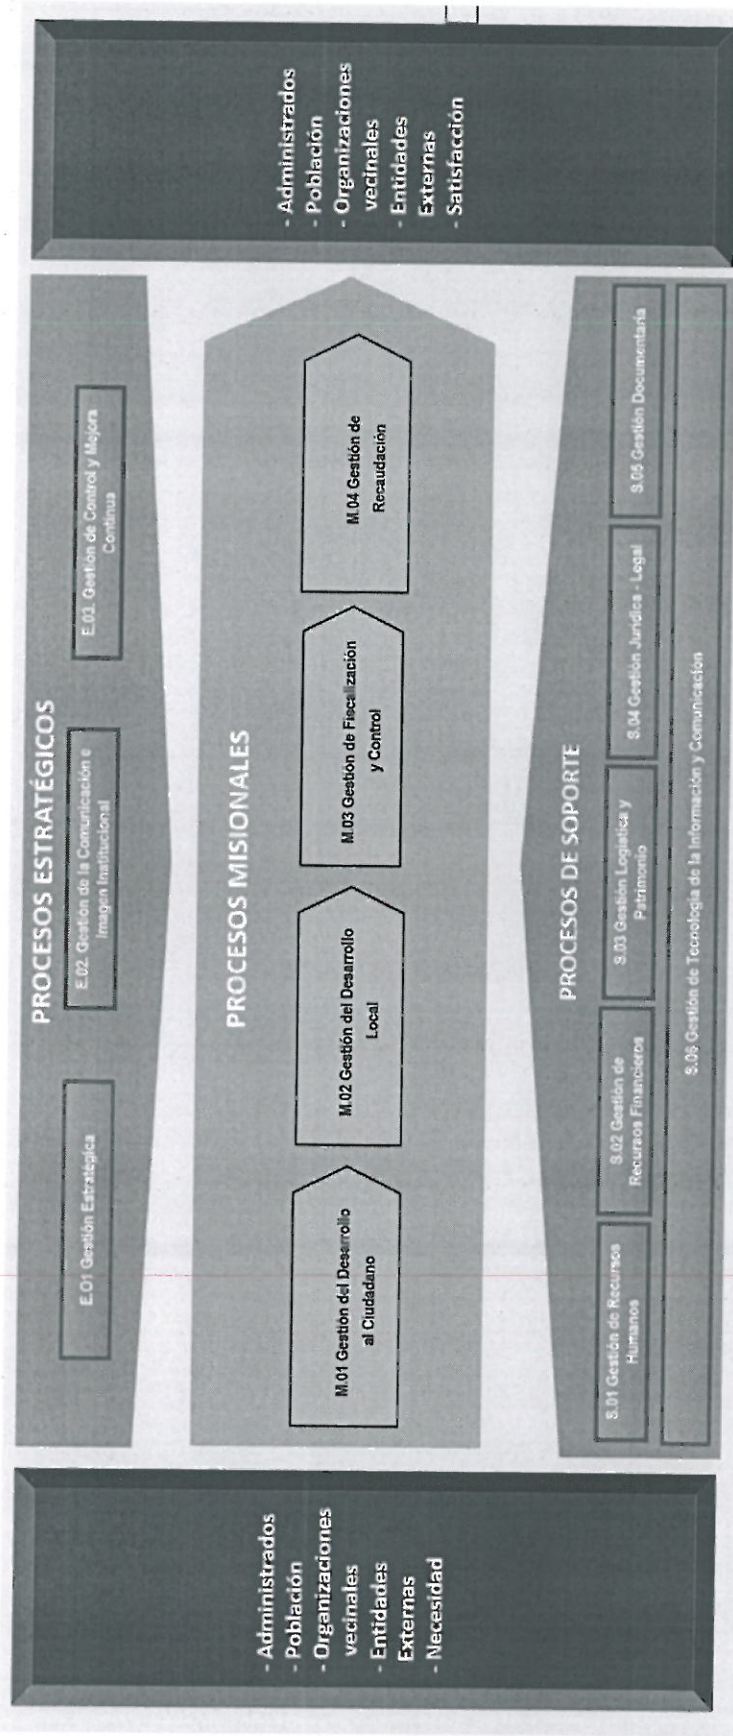 - Administrados
- Población
- Organizaciones
vecinales
- Entidades
Externas
- Necesidad
PROCESOS ESTRATÉGICOS
E.01 Gestión Estratégica
E.02. Gestión de la Comunicación e
Imagen Institucional
E.03. Gestión de Control y Mejora
Continua
PROCESOS MISIONALES
M.01 Gestión del Desarrollo
al Ciudadano
M.02 Gestión del Desarrollo
Local
M.03 Gestión de Fiscalización
y Control
M.04 Gestión de
Recaudación
PROCESOS DE SOPORTE
S.01 Gestión de Recursos
Humanos
S.02 Gestión de
Recursos Financieros
S.03 Gestión Logística y
Patrimonio
S.04 Gestión Jurídica - Legal
S.05 Gestión Documentaria
S.06 Gestión de Tecnología de la Información y Comunicación
- Administrados
- Población
- Organizaciones
vecinales
- Entidades
Externas
- Satisfacción